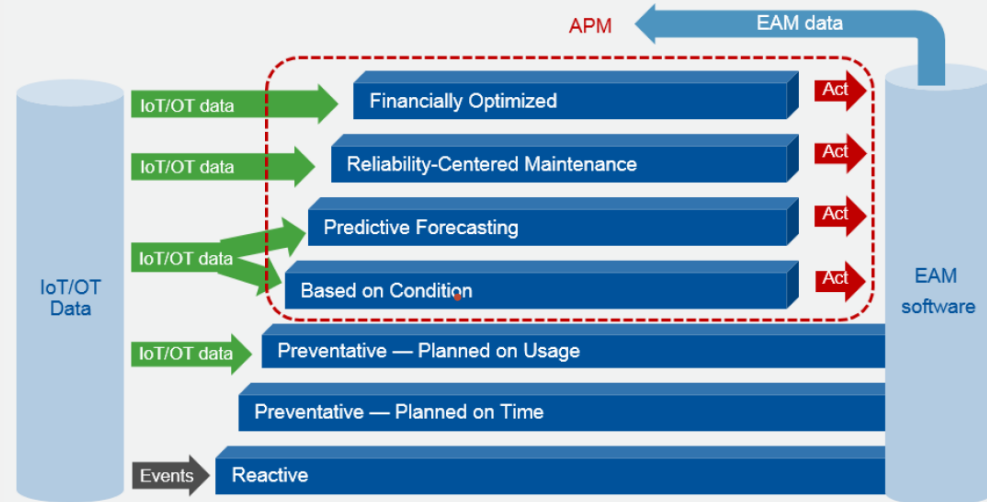 APM
EAM data
IoT/OT data
Financially Optimized
Act
IoT/OT data
Reliability-Centered Maintenance
Act
IoT/OT data
Predictive Forecasting
Act
Based on Condition
Act
IoT/OT
Data
EAM
software
IoT/OT data
Preventative — Planned on Usage
Preventative — Planned on Time
Events
Reactive